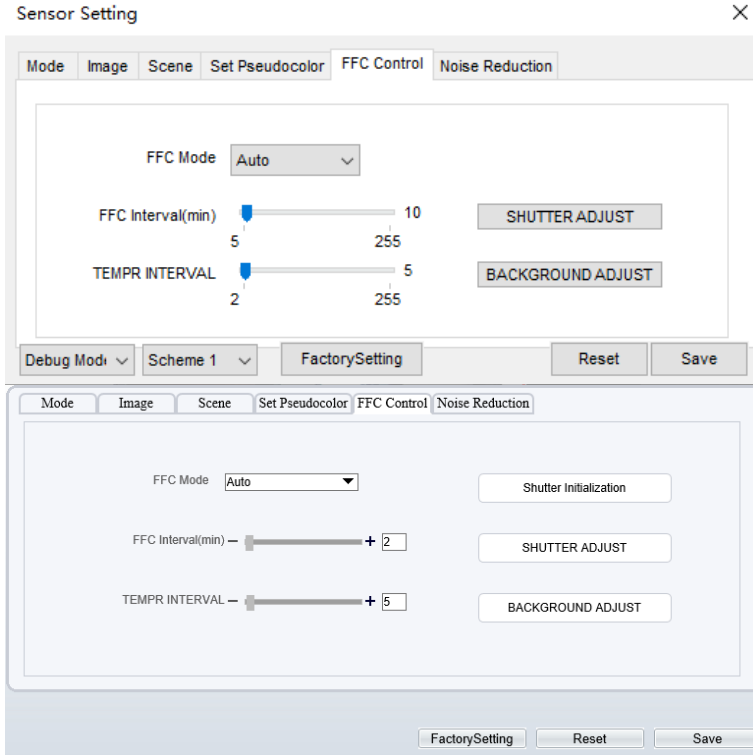 Sensor Setting
Mode Image Scene Set Pseudocolor FFC Control Noise Reduction
FFC Mode Auto
FFC Interval(min) 10 SHUTTER ADJUST
5 255
TEMPR INTERVAL 5 BACKGROUND ADJUST
2 255
Debug Mod Scheme 1 FactorySetting Reset Save
Mode Image Scene Set Pseudocolor FFC Control Noise Reduction
FFC Mode Auto Shutter Initialization
FFC Interval(min) − + 2 SHUTTER ADJUST
TEMPR INTERVAL − + 5 BACKGROUND ADJUST
FactorySetting Reset Save